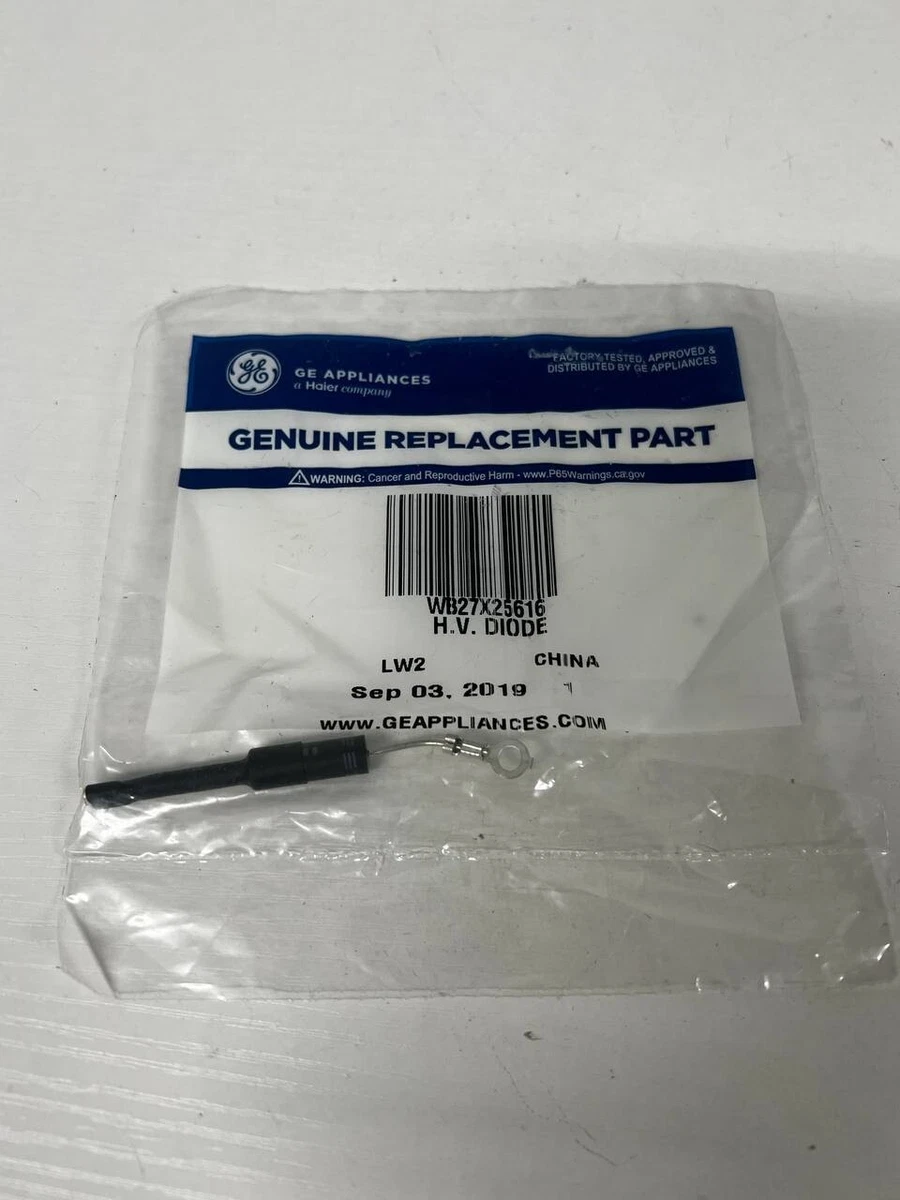 GE
GE APPLIANCES
a Haier company
FACTORY TESTED, APPROVED &
DISTRIBUTED BY GE APPLIANCES
GENUINE REPLACEMENT PART
WARNING: Cancer and Reproductive Harm - www.P65Warnings.ca.gov
WB27X25616
H.V. DIODE
LW2 CHINA
Sep 03, 2019 1
WWW.GEAPPLIANCES.COM